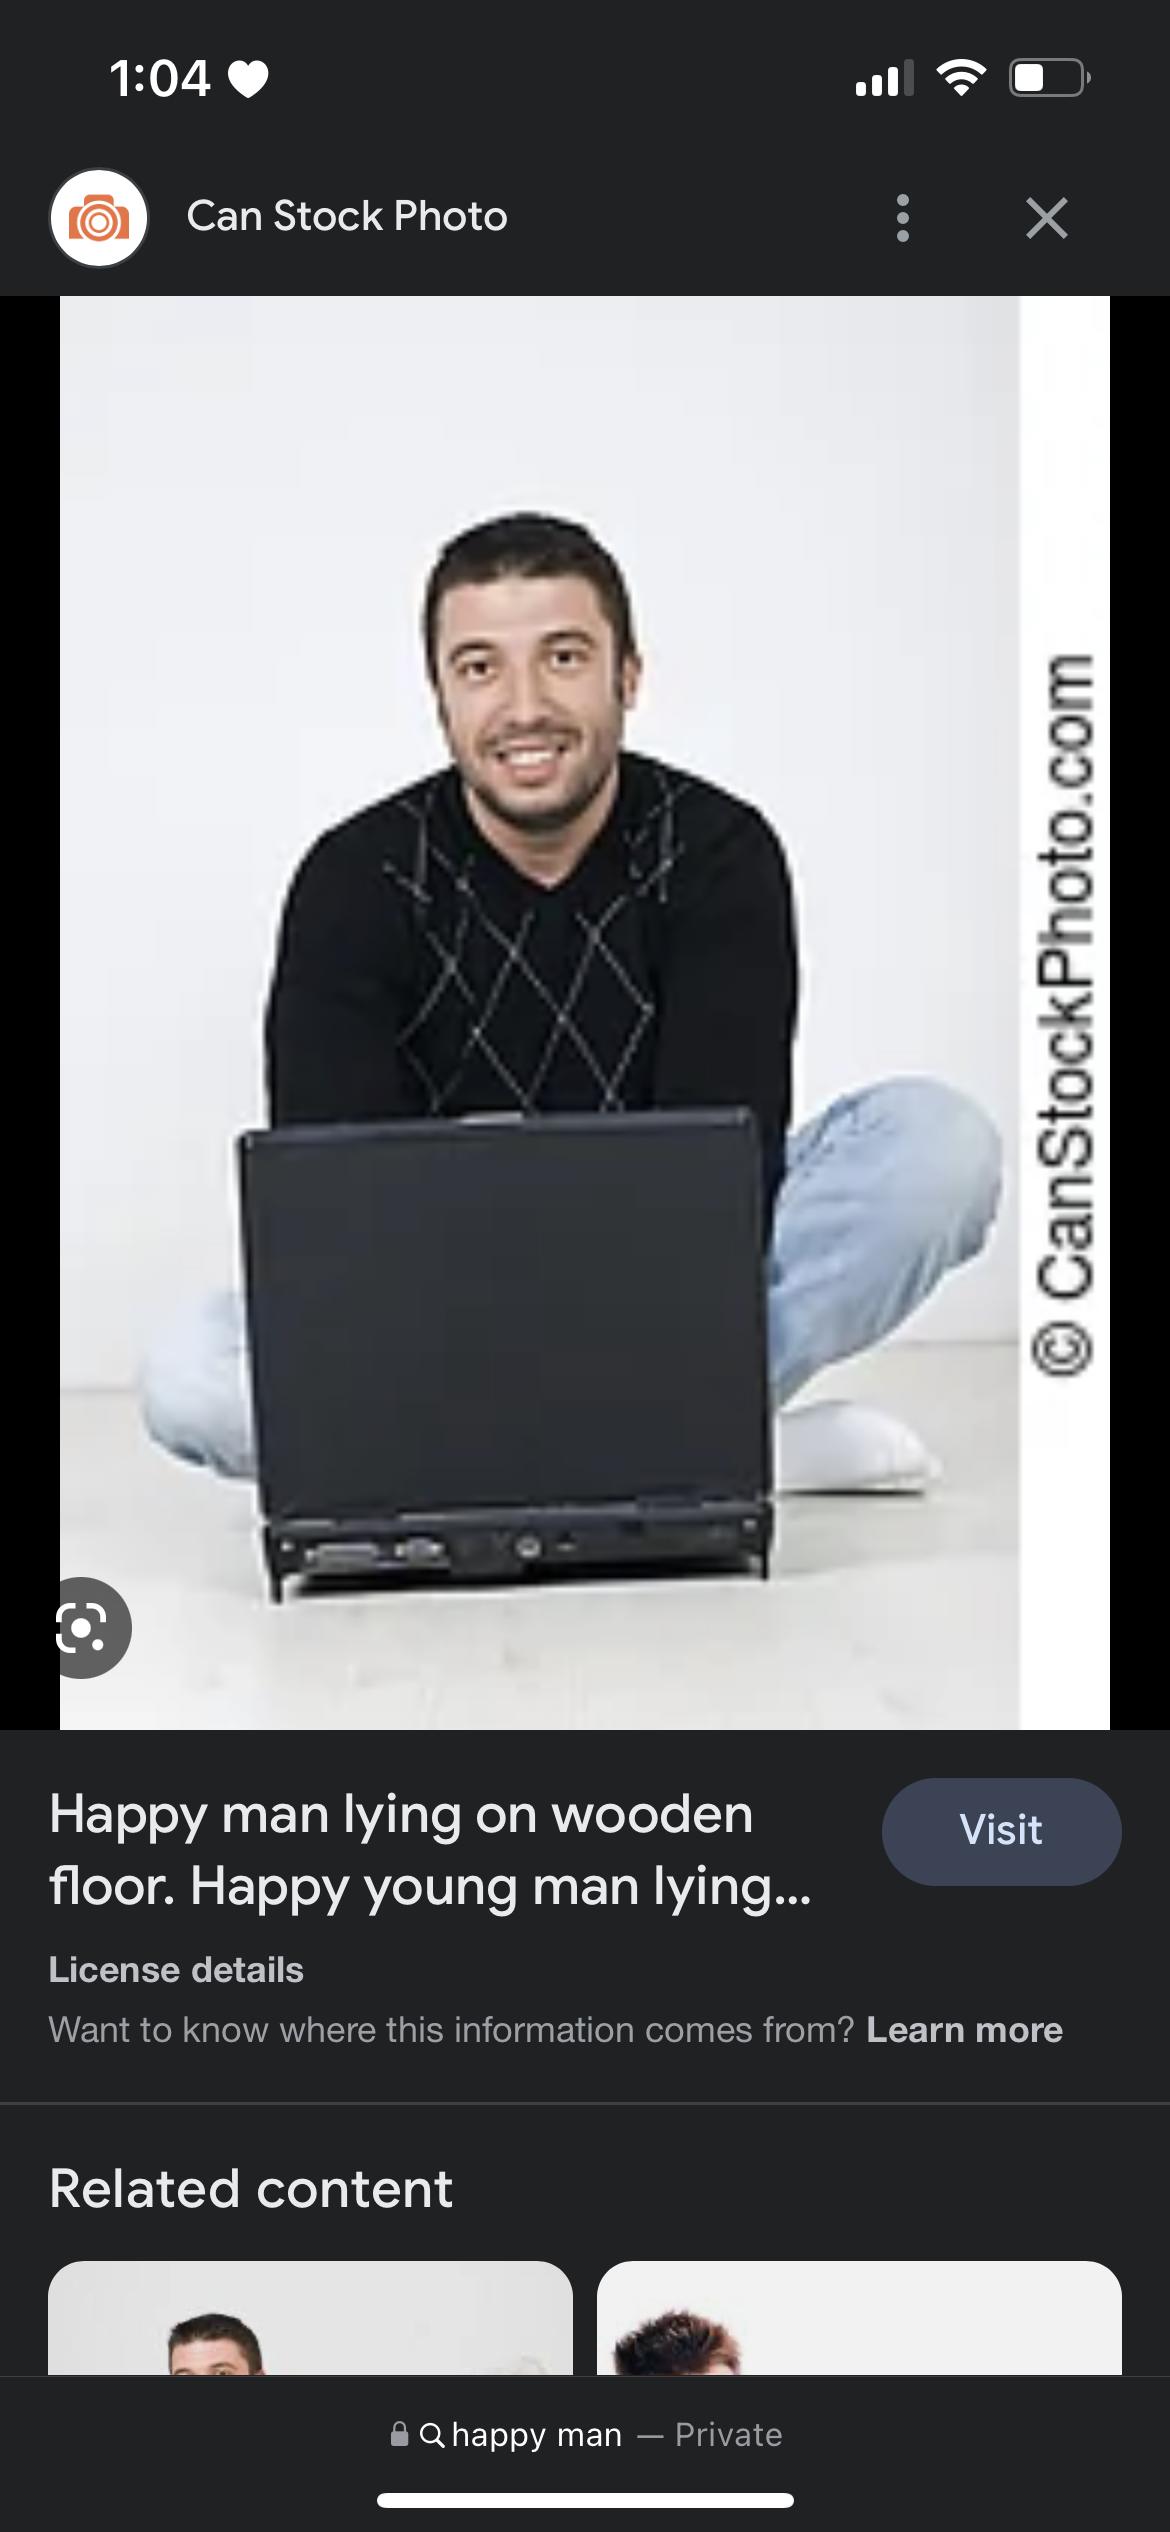 1:04
Can Stock Photo
© CanStockPhoto.com
Happy man lying on wooden
floor. Happy young man lying...
Visit
License details
Want to know where this information comes from? Learn more
Related content
happy man — Private